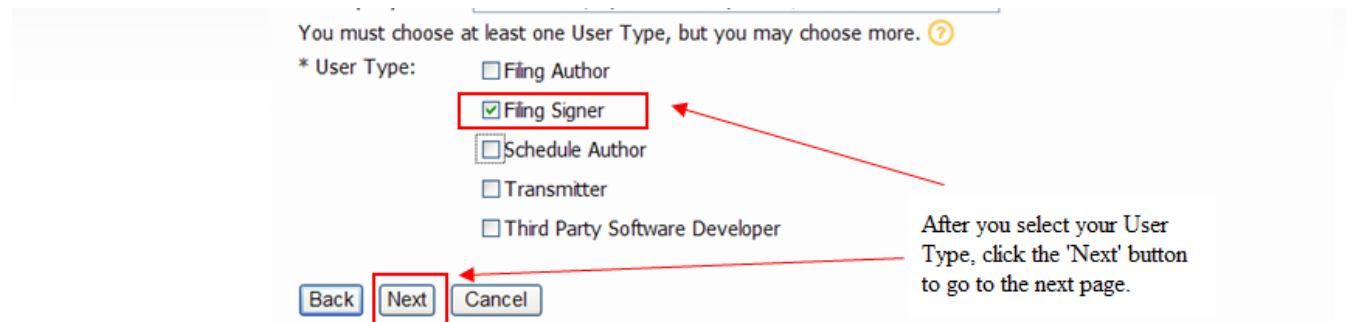 You must choose at least one User Type, but you may choose more. ?
* User Type:
Filing Author
Filing Signer
Schedule Author
Transmitter
Third Party Software Developer
After you select your User
Type, click the 'Next' button
to go to the next page.
Back Next Cancel